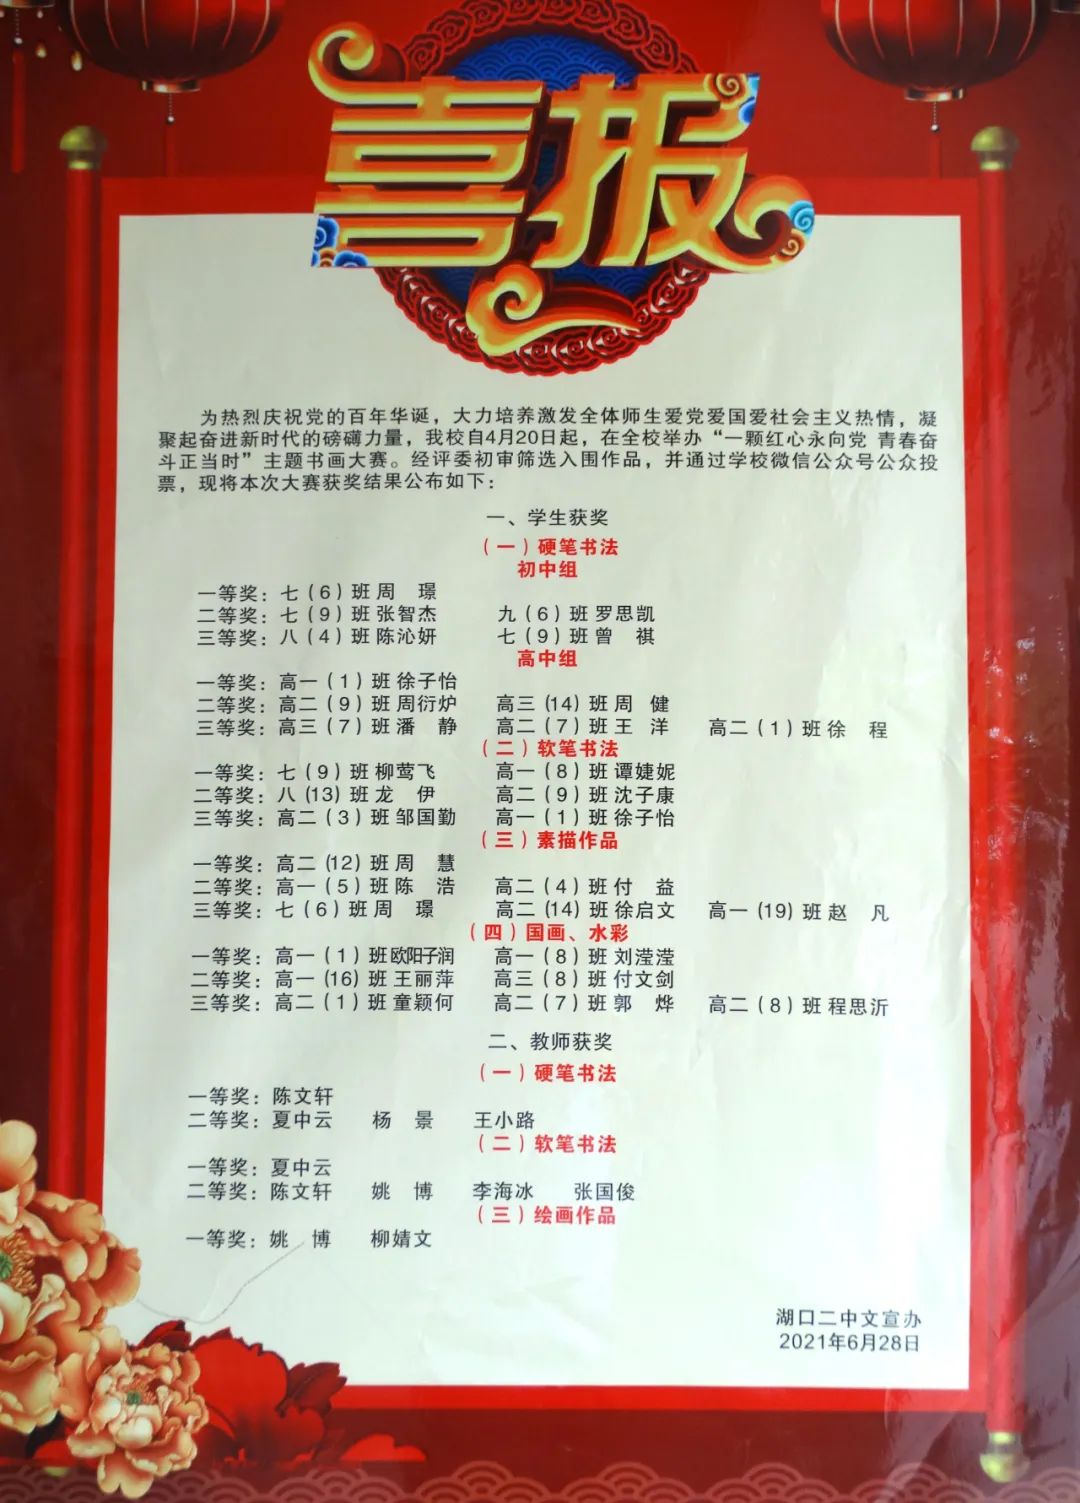 喜报
为热烈庆祝党的百年华诞，大力培养激发全体师生爱党爱国爱社会主义热情，凝
聚起奋进新时代的磅礴力量，我校自4月20日起，在全校举办“一颗红心永向党 青春奋
斗正当时”主题书画大赛。经评委初审筛选入围作品，并通过学校微信公众号公众投
票，现将本次大赛获奖结果公布如下：
一、学生获奖
（一）硬笔书法
初中组
一等奖：七（6）班 周　璟
二等奖：七（9）班 张智杰　九（6）班 罗思凯
三等奖：八（4）班 陈沁妍　七（9）班 曾　祺
高中组
一等奖：高一（1）班 徐子怡
二等奖：高二（9）班 周衍炉　高三（14）班 周　健
三等奖：高三（7）班 潘　静　高二（7）班 王　洋　高二（1）班 徐　程
（二）软笔书法
一等奖：七（9）班 柳莺飞　高一（8）班 谭婕妮
二等奖：八（13）班 龙　伊　高二（9）班 沈子康
三等奖：高二（3）班 邹国勤　高一（1）班 徐子怡
（三）素描作品
一等奖：高二（12）班 周　慧
二等奖：高一（5）班 陈　浩　高二（4）班 付　益
三等奖：七（6）班 周　璟　高二（14）班 徐启文　高一（19）班 赵　凡
（四）国画、水彩
一等奖：高一（1）班 欧阳子润　高一（8）班 刘滢滢
二等奖：高一（16）班 王丽萍　高三（8）班 付文剑
三等奖：高二（1）班 童颖何　高二（7）班 郭　烨　高二（8）班 程思沂
二、教师获奖
（一）硬笔书法
一等奖：陈文轩
二等奖：夏中云　杨　景　王小路
（二）软笔书法
一等奖：夏中云
二等奖：陈文轩　姚　博　李海冰　张国俊
（三）绘画作品
一等奖：姚　博　柳婧文
湖口二中文宣办
2021年6月28日